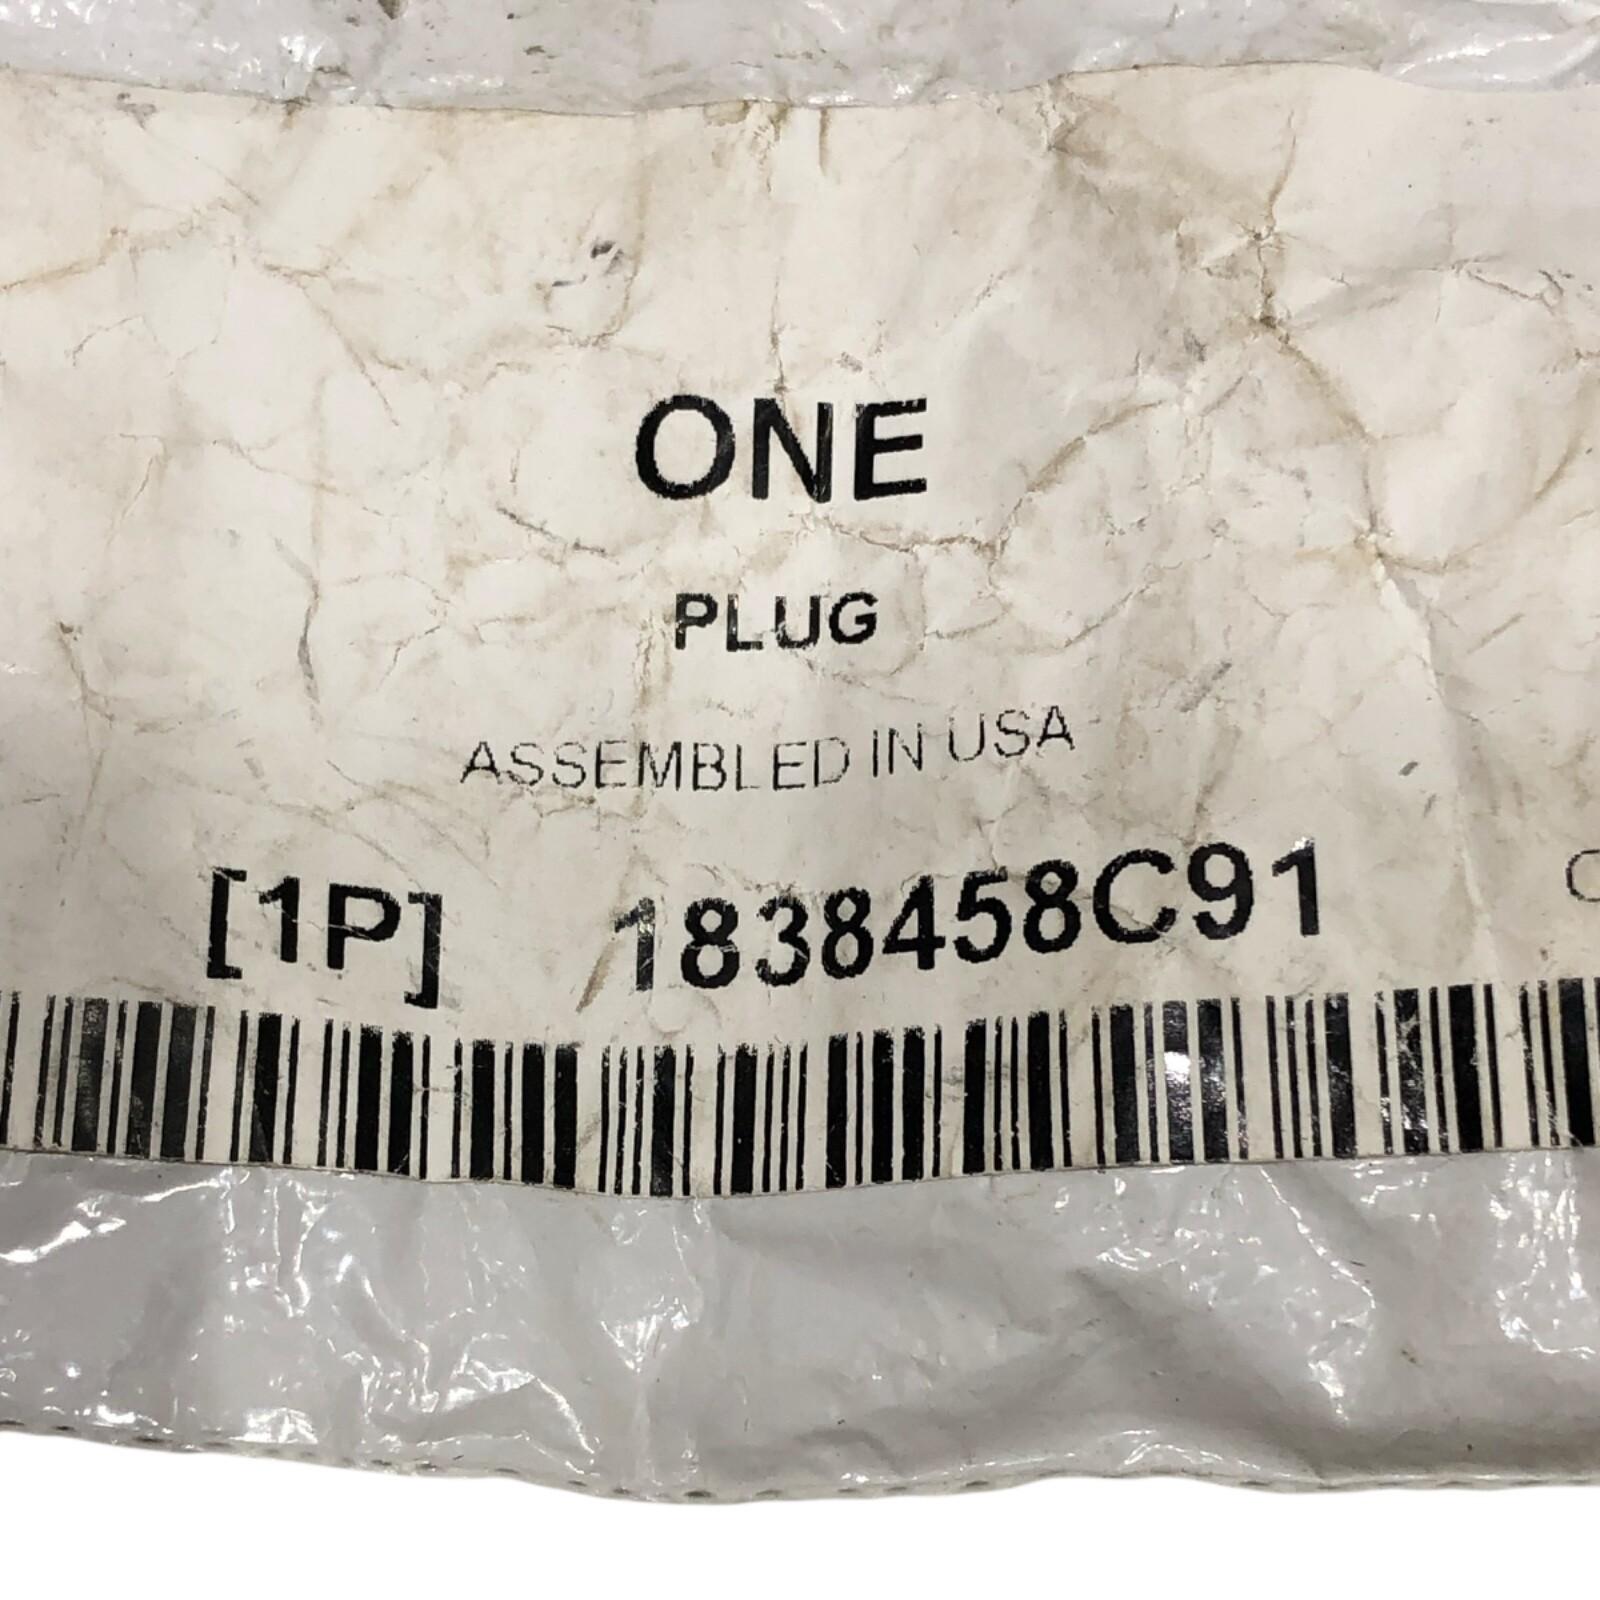 ONE
PLUG
ASSEMBLED IN USA
[1P] 1838458C91